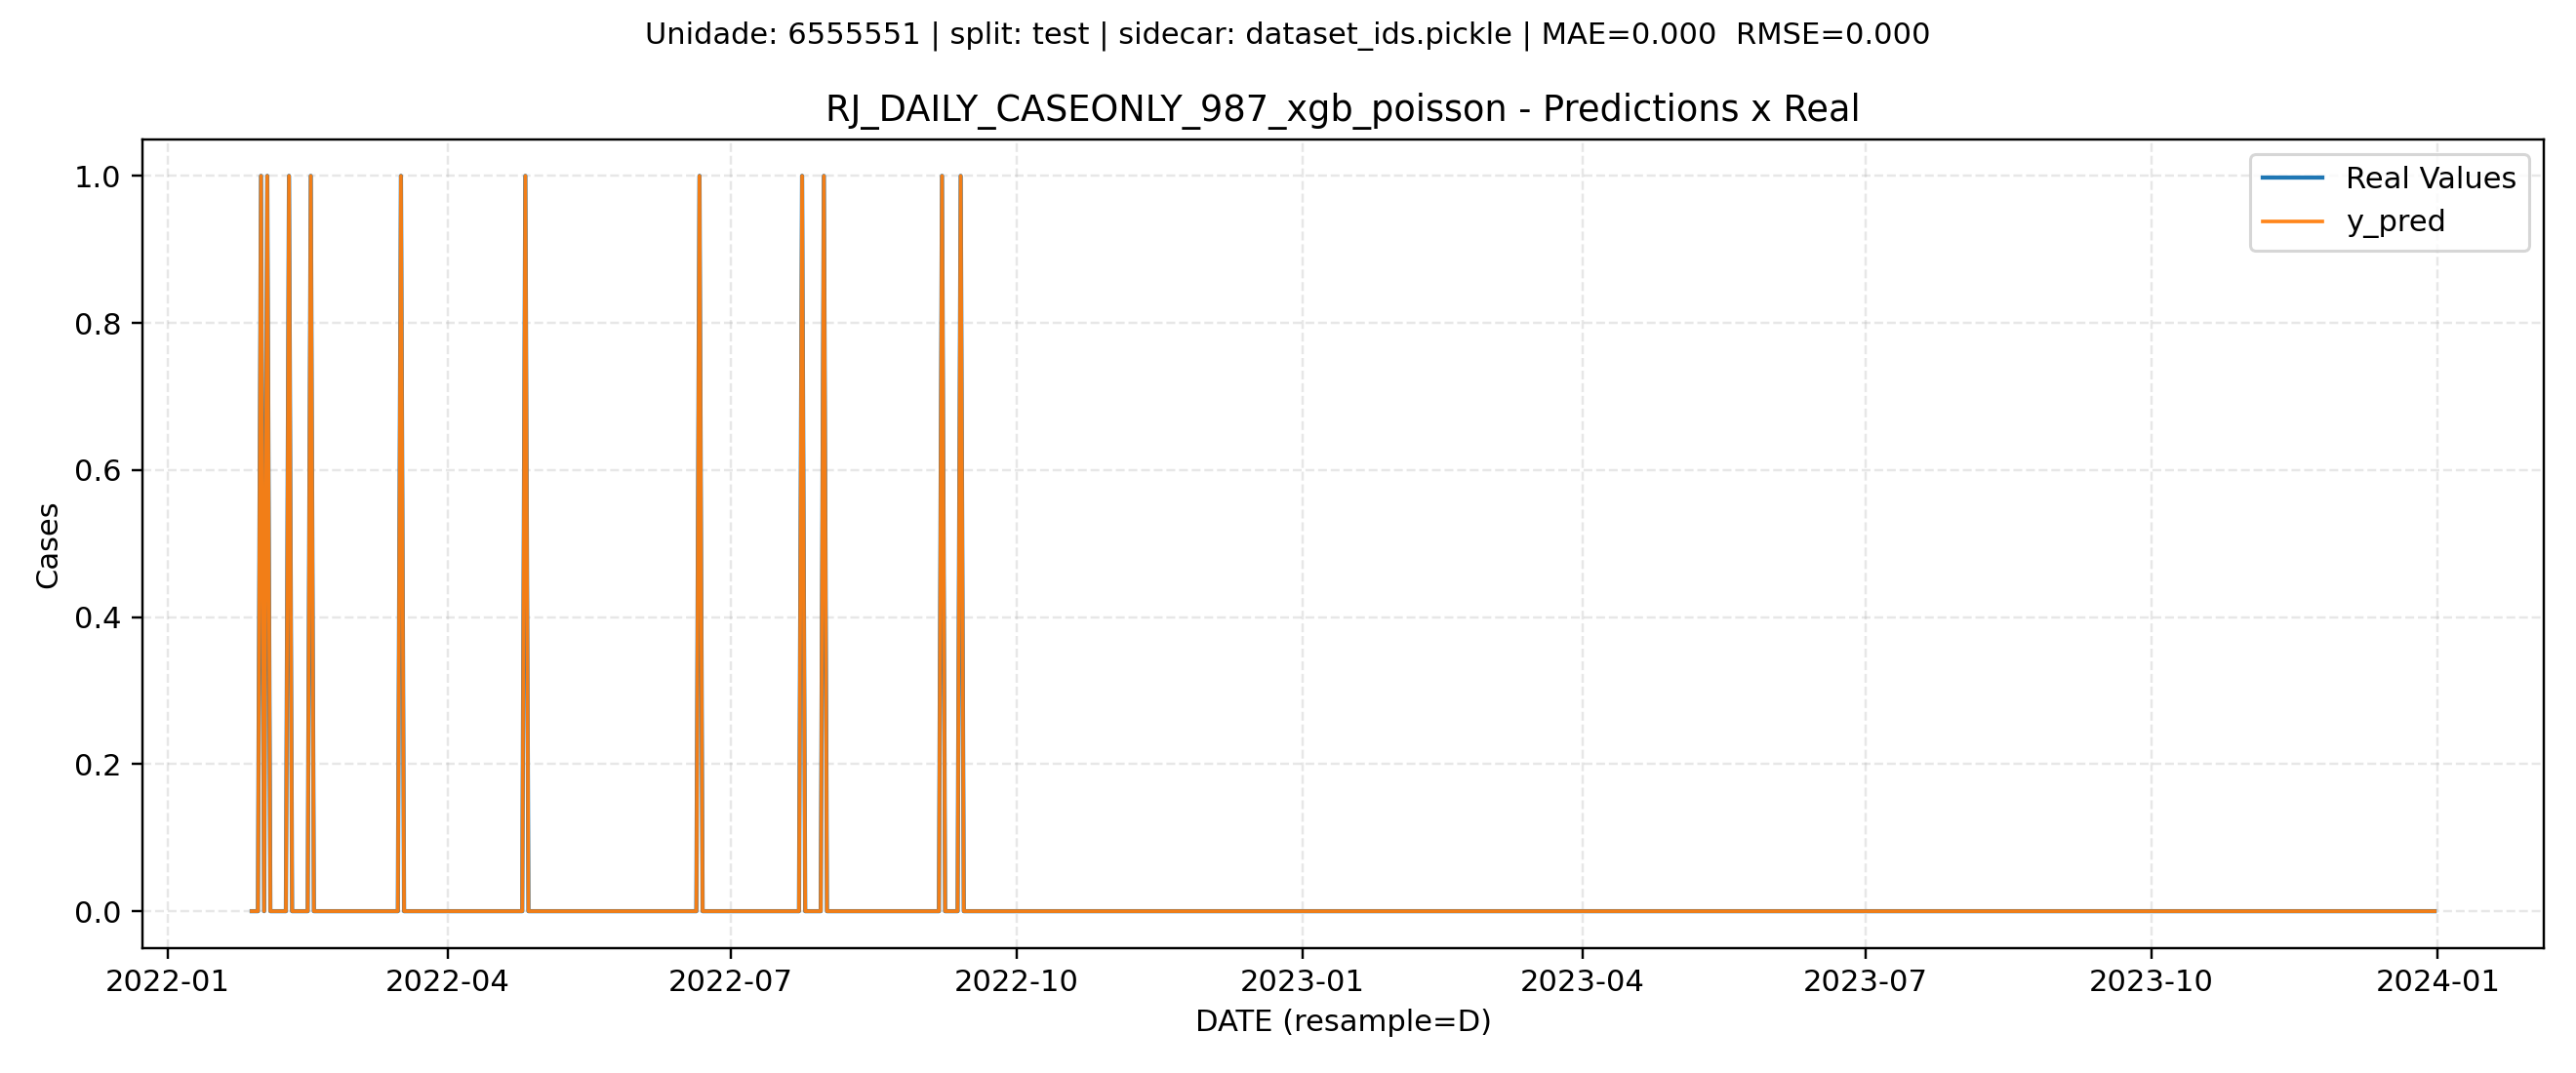 Unidade: 6555551 | split: test | sidecar: dataset_ids.pickle | MAE=0.000  RMSE=0.000
RJ_DAILY_CASEONLY_987_xgb_poisson - Predictions x Real
Real Values
y_pred
Cases
1.0
0.8
0.6
0.4
0.2
0.0
2022-01
2022-04
2022-07
2022-10
2023-01
2023-04
2023-07
2023-10
2024-01
DATE (resample=D)